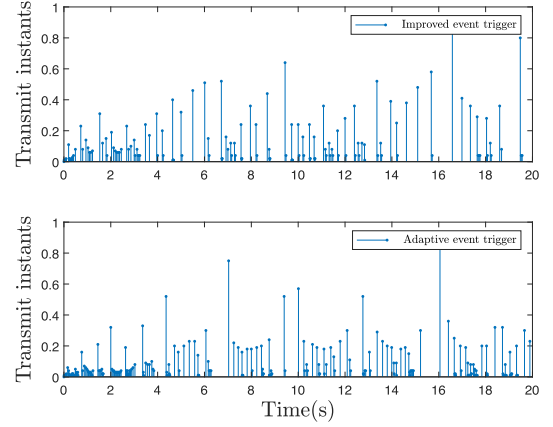 Transmit instants
1
0.8
0.6
0.4
0.2
0
Improved event trigger
0 2 4 6 8 10 12 14 16 18 20
Transmit instants
1
0.8
0.6
0.4
0.2
0
Adaptive event trigger
0 2 4 6 8 10 12 14 16 18 20
Time(s)